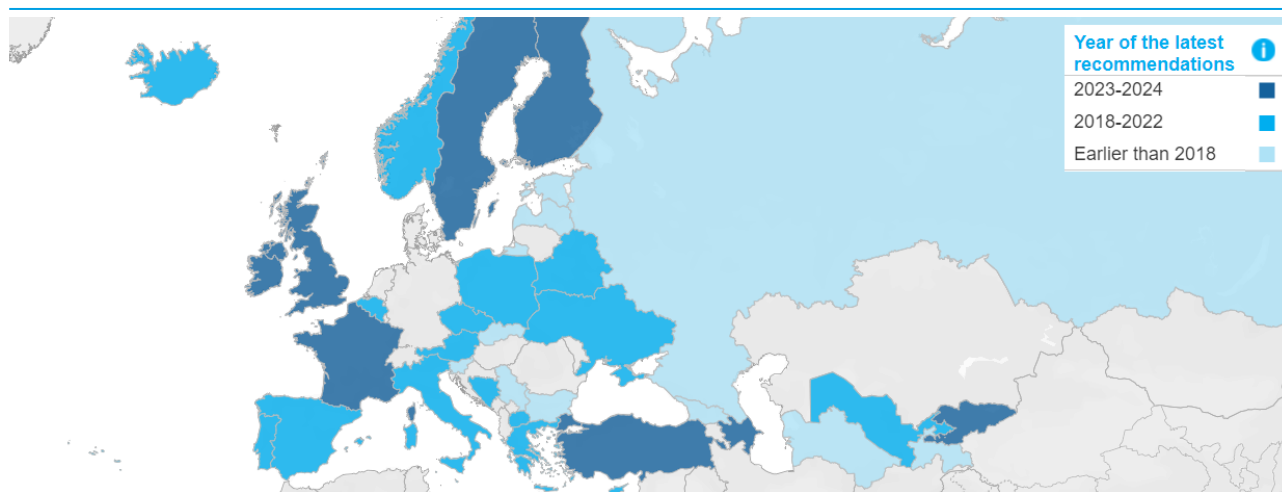 Year of the latest
recommendations
i
2023-2024
2018-2022
Earlier than 2018